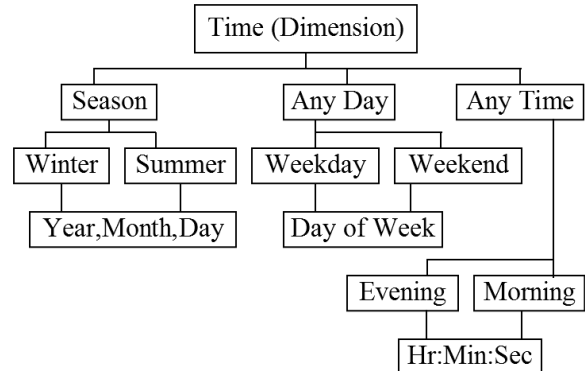 Time (Dimension)
Season
Any Day
Any Time
Winter
Summer
Weekday
Weekend
Year,Month,Day
Day of Week
Evening
Morning
Hr:Min:Sec